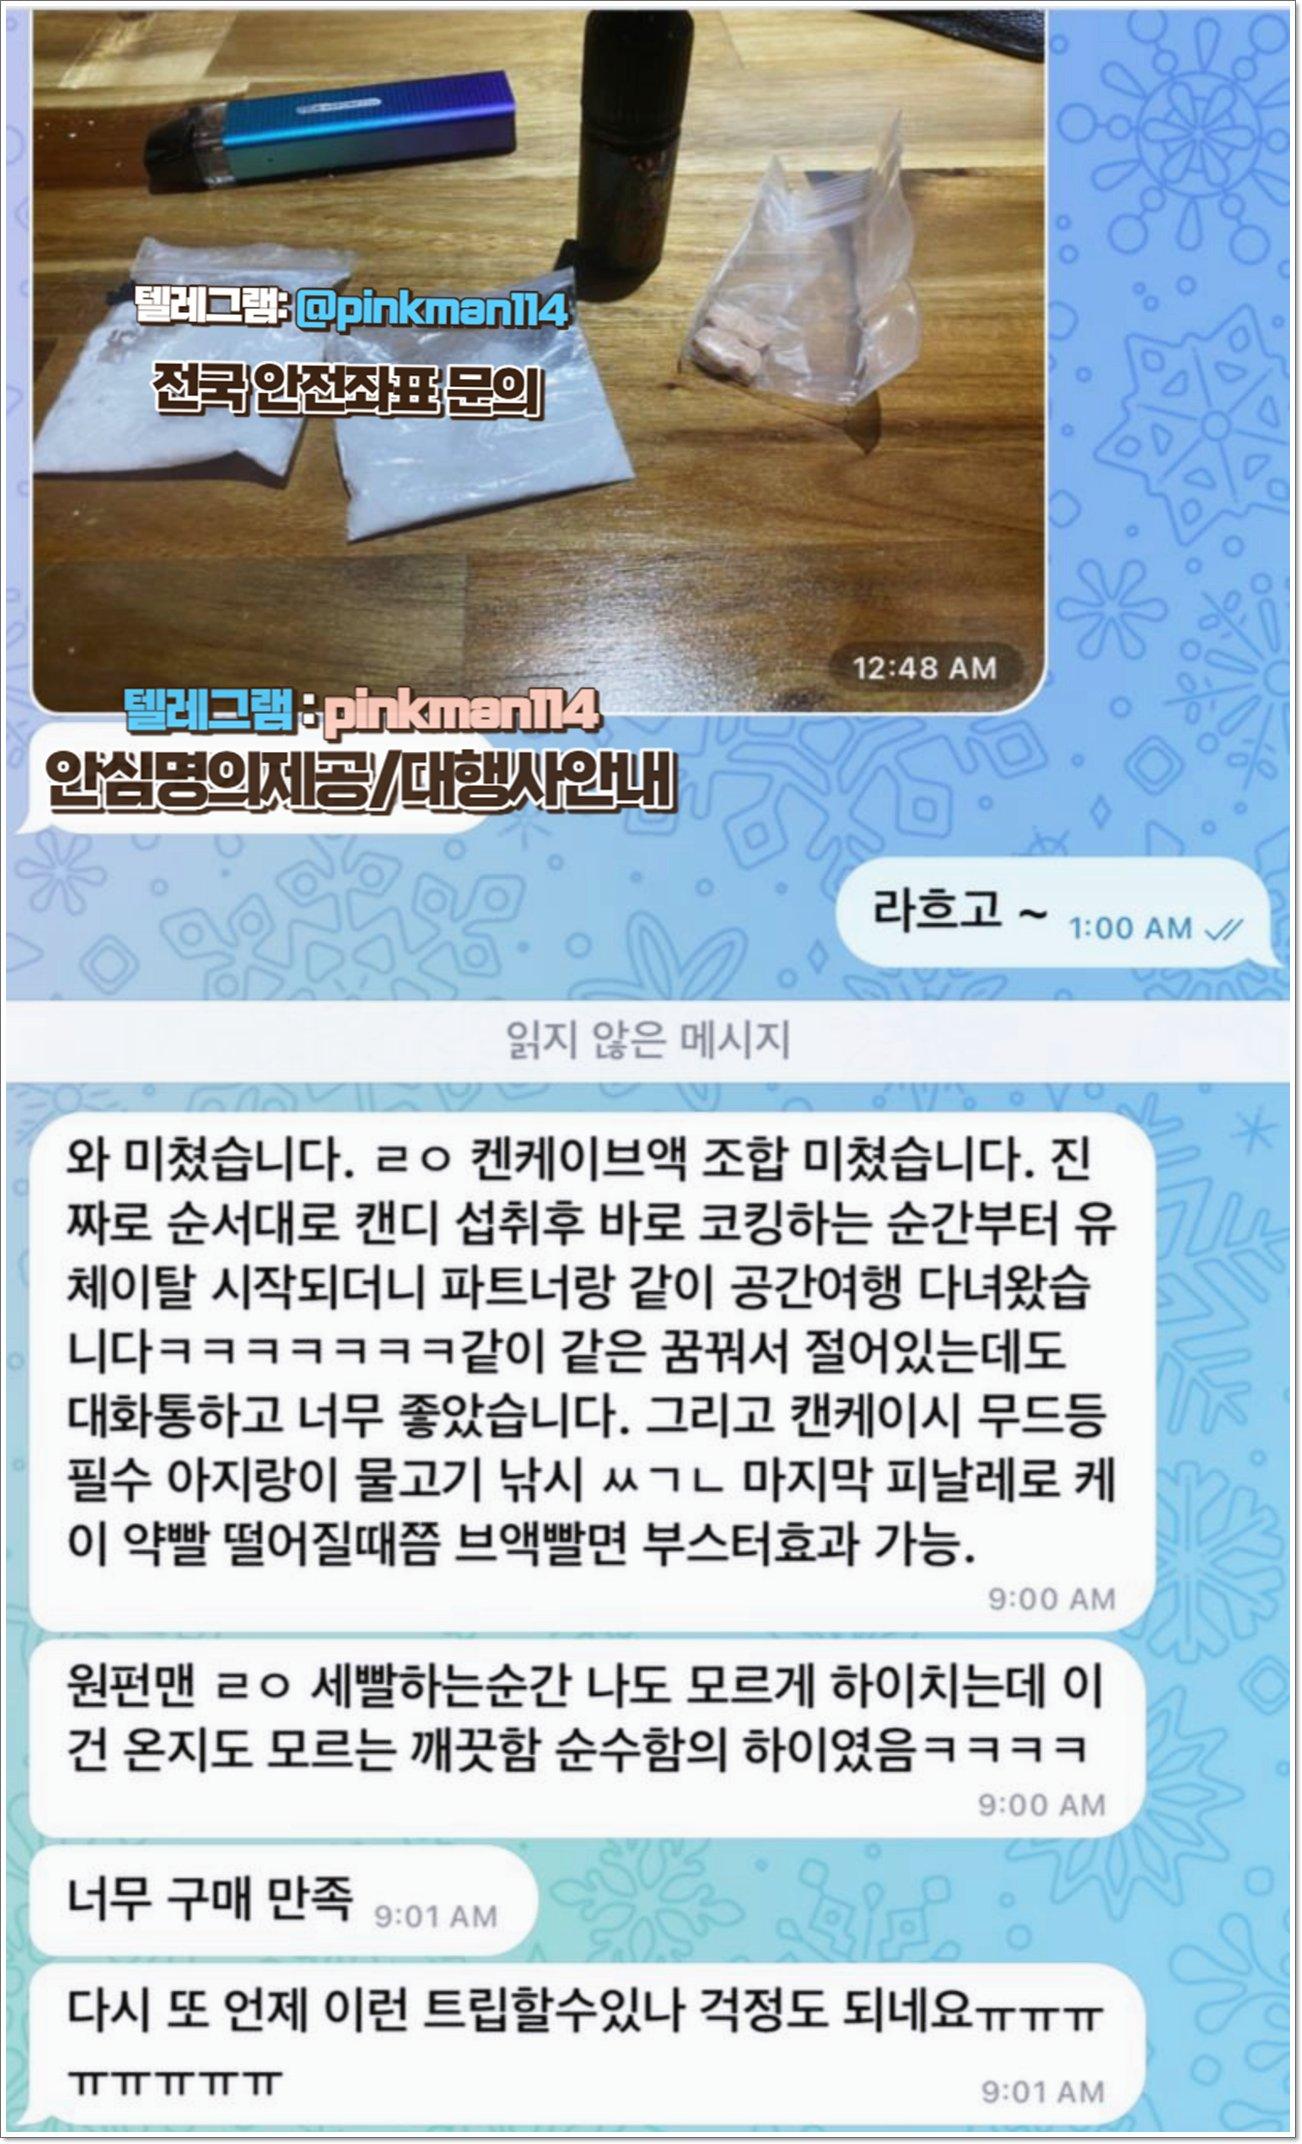 텔레그램: @pinkman114
전국 안전좌표 문의
12:48 AM
텔레그램 : pinkman114
안심명의제공/대행사안내
라흐고 ~ 1:00 AM
읽지 않은 메시지
와 미쳤습니다. ㄹㅇ 켄케이브액 조합 미쳤습니다. 진
짜로 순서대로 캔디 섭취후 바로 코킹하는 순간부터 유
체이탈 시작되더니 파트너랑 같이 공간여행 다녀왔습
니다ㅋㅋㅋㅋㅋㅋㅋ같이 같은 꿈꿔서 절어있는데도
대화통하고 너무 좋았습니다. 그리고 캔케이시 무드등
필수 아지랑이 물고기 낚시 ㅆㄱㄴ 마지막 피날레로 케
이 약빨 떨어질때쯤 브액빨면 부스터효과 가능.
9:00 AM
원펀맨 ㄹㅇ 세빨하는순간 나도 모르게 하이치는데 이
건 온지도 모르는 깨끗함 순수함의 하이였음ㅋㅋㅋㅋ
9:00 AM
너무 구매 만족 9:01 AM
다시 또 언제 이런 트립할수있나 걱정도 되네요ㅠㅠㅠ
ㅠㅠㅠㅠㅠ
9:01 AM